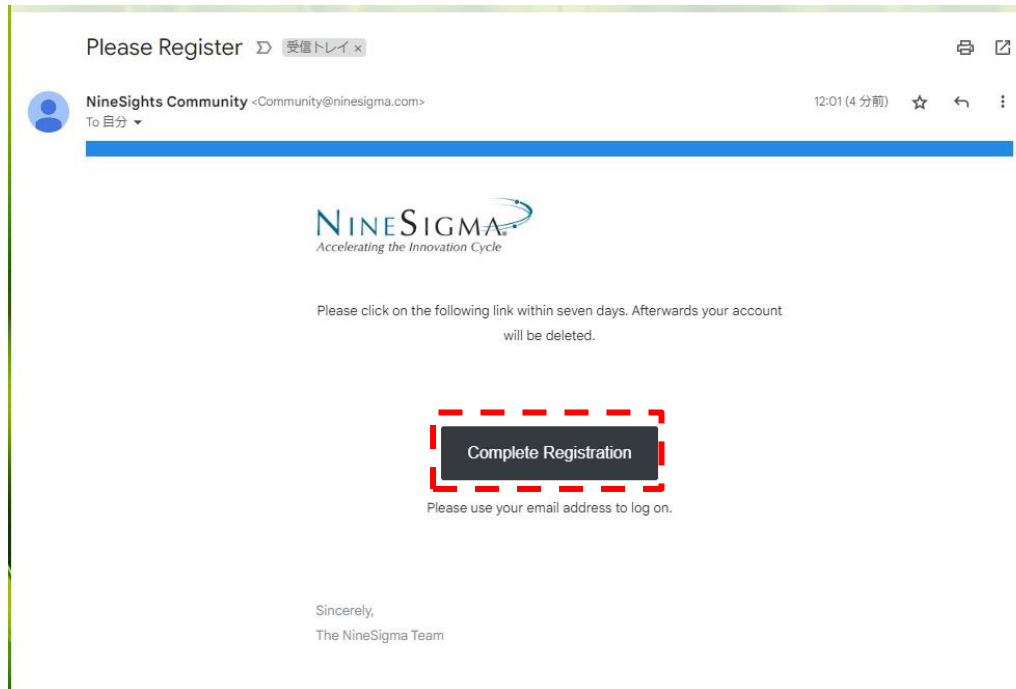 Please Register 受信トレイ ×
NineSights Community <Community@ninesigma.com> 12:01 (4 分前)
To 自分
NINESIGMA®
Accelerating the Innovation Cycle
Please click on the following link within seven days. Afterwards your account
will be deleted.
Complete Registration
Please use your email address to log on.
Sincerely,
The NineSigma Team